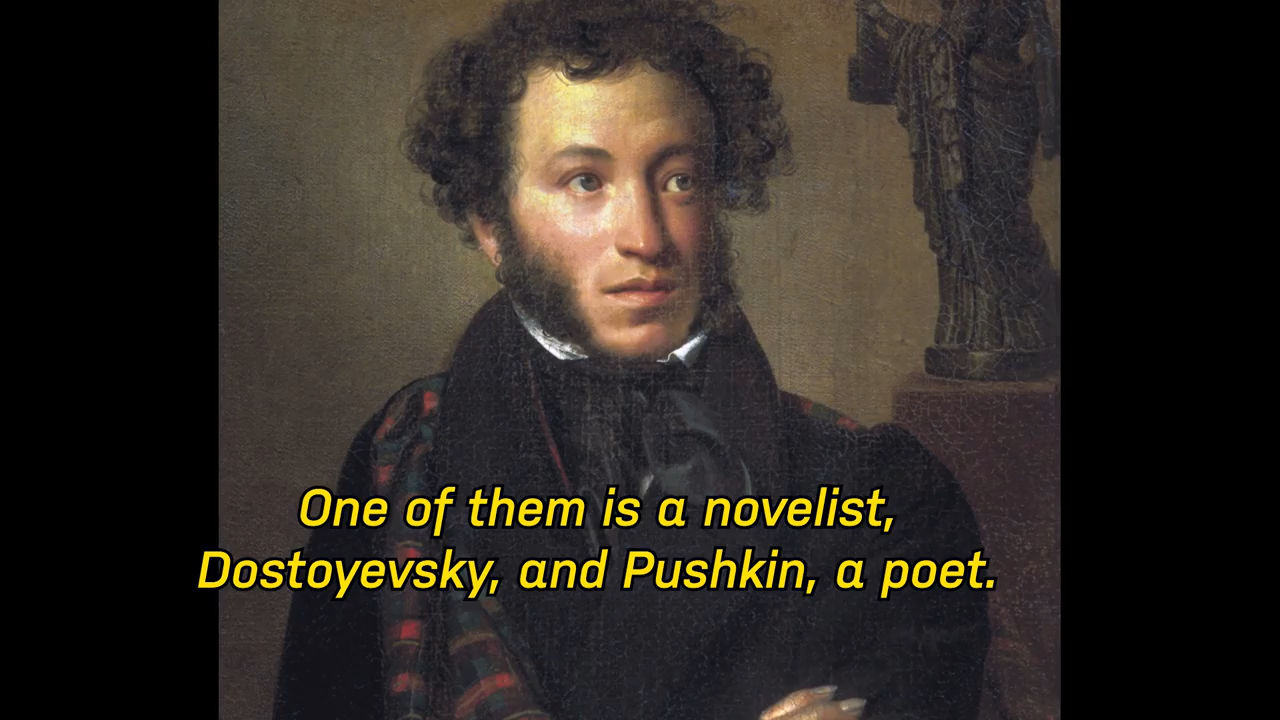 One of them is a novelist,
Dostoyevsky, and Pushkin, a poet.